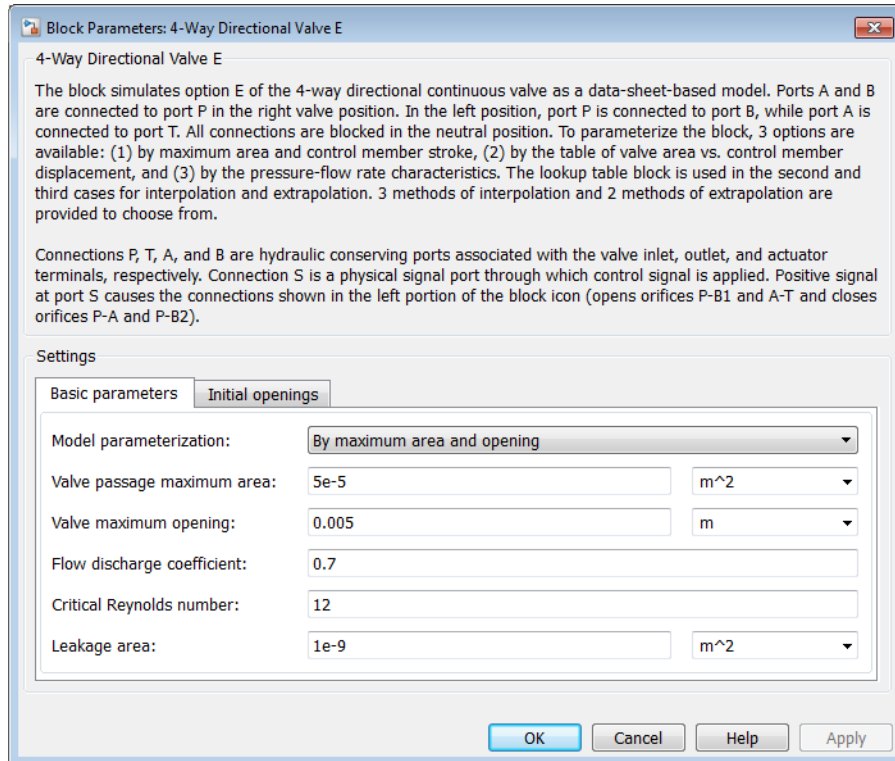 Block Parameters: 4-Way Directional Valve E
4-Way Directional Valve E
The block simulates option E of the 4-way directional continuous valve as a data-sheet-based model. Ports A and B
are connected to port P in the right valve position. In the left position, port P is connected to port B, while port A is
connected to port T. All connections are blocked in the neutral position. To parameterize the block, 3 options are
available: (1) by maximum area and control member stroke, (2) by the table of valve area vs. control member
displacement, and (3) by the pressure-flow rate characteristics. The lookup table block is used in the second and
third cases for interpolation and extrapolation. 3 methods of interpolation and 2 methods of extrapolation are
provided to choose from.
Connections P, T, A, and B are hydraulic conserving ports associated with the valve inlet, outlet, and actuator
terminals, respectively. Connection S is a physical signal port through which control signal is applied. Positive signal
at port S causes the connections shown in the left portion of the block icon (opens orifices P-B1 and A-T and closes
orifices P-A and P-B2).
Settings
Basic parameters Initial openings
Model parameterization: By maximum area and opening
Valve passage maximum area: 5e-5 m^2
Valve maximum opening: 0.005 m
Flow discharge coefficient: 0.7
Critical Reynolds number: 12
Leakage area: 1e-9 m^2
OK Cancel Help Apply